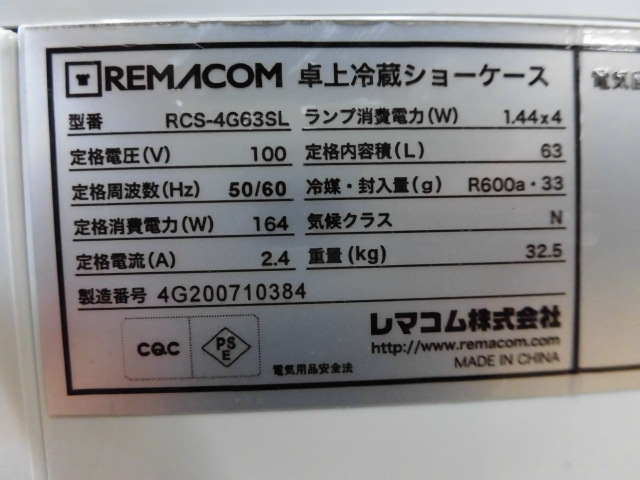 REMACOM 卓上冷蔵ショーケース
型番 RCS-4G63SL
定格電圧(V) 100
定格周波数(Hz) 50/60
定格消費電力(W) 164
定格電流(A) 2.4
製造番号 4G200710384
ランプ消費電力(W) 1.44x4
定格内容積(L) 63
冷媒・封入量(g) R600a・33
気候クラス N
重量(kg) 32.5
CQC
PS
E
電気用品安全法
レマコム株式会社
http://www.remacom.com
MADE IN CHINA
電気